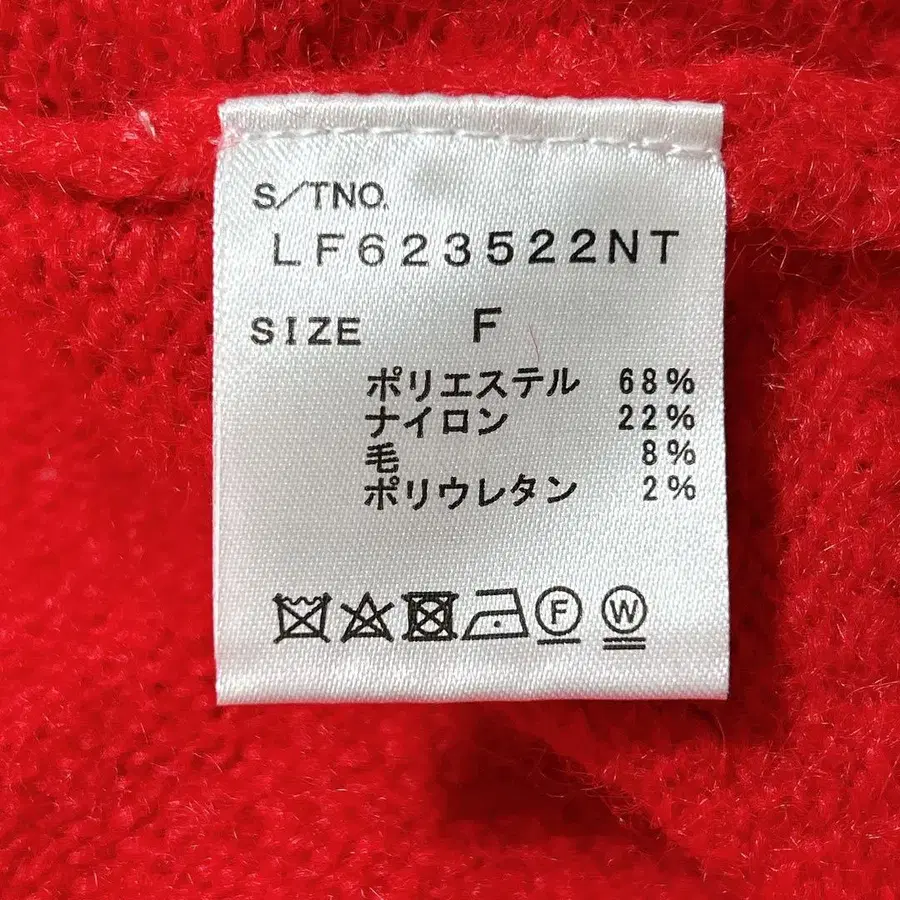 S/TNO.
LF623522NT
SIZE F
ポリエステル 68%
ナイロン 22%
毛 8%
ポリウレタン 2%
F W